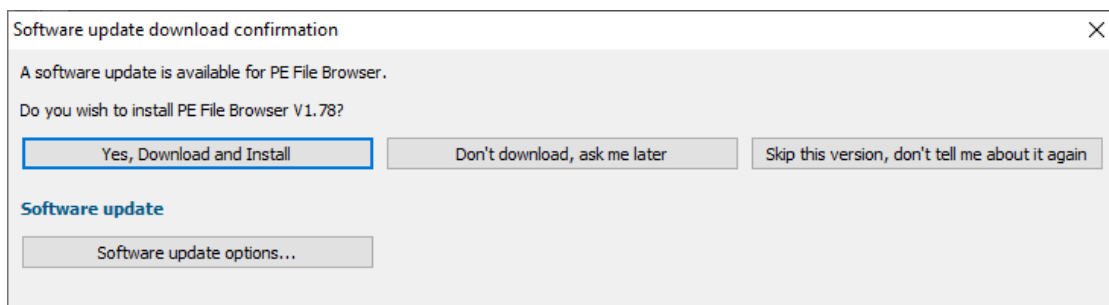 Software update download confirmation
A software update is available for PE File Browser.
Do you wish to install PE File Browser V1.78?
Yes, Download and Install
Don't download, ask me later
Skip this version, don't tell me about it again
Software update
Software update options...